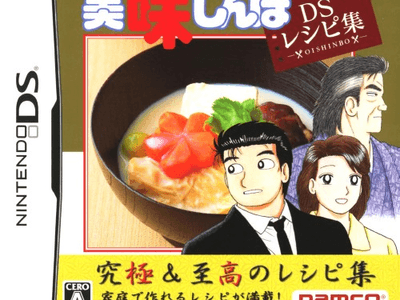 美味しんぼ
DS
レシピ集
OISHINBO
NINTENDO DS
究極＆至高のレシピ集
CERO
A
家庭で作れるレシピが満載!
NAMCO